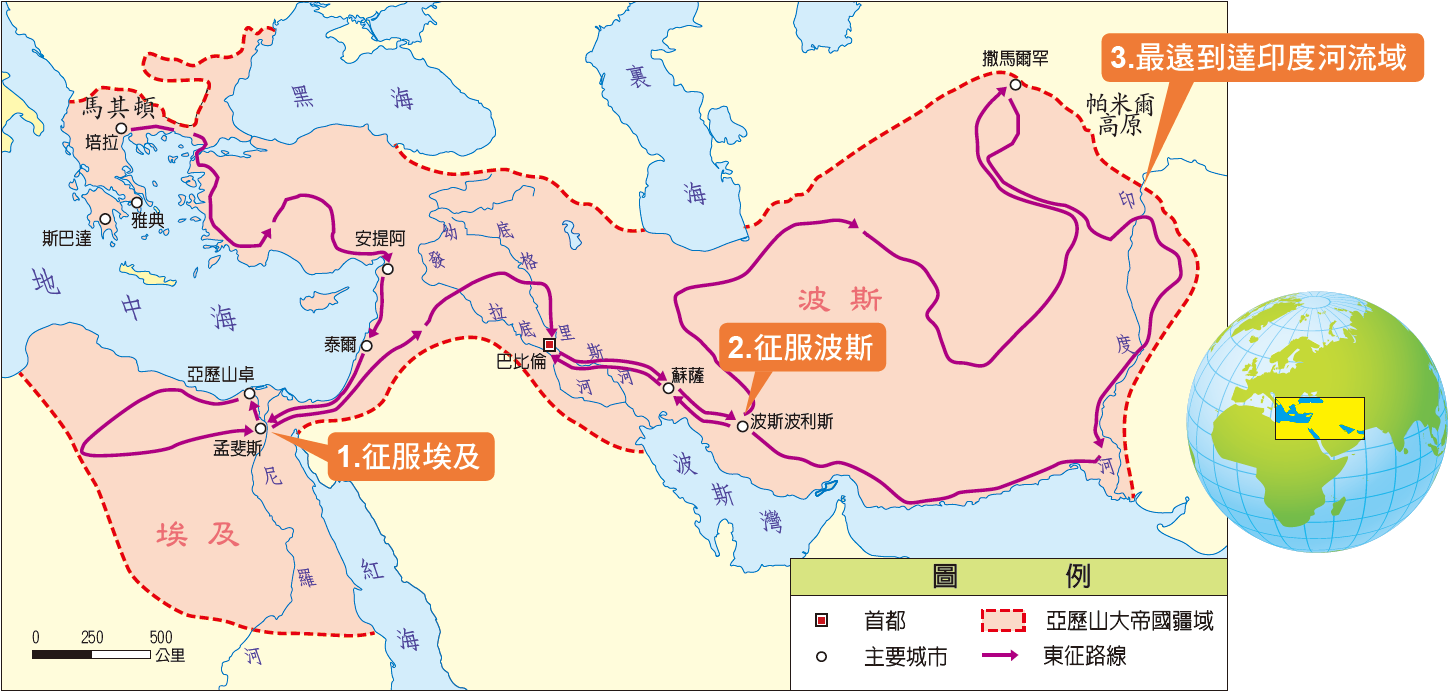 3.最遠到達印度河流域
撒馬爾罕
裏
海
黑 海
帕米爾
高原
馬其頓
培拉
雅典
斯巴達
安提阿
地 中 海
幼發拉底河
底格里斯河
印度河
波斯
泰爾
2.征服波斯
巴比倫
蘇薩
亞歷山卓
波斯波利斯
孟斐斯
1.征服埃及
波斯灣
埃及
尼羅河
紅海
0 250 500
公里
圖 例
首都
亞歷山大帝國疆域
主要城市
東征路線